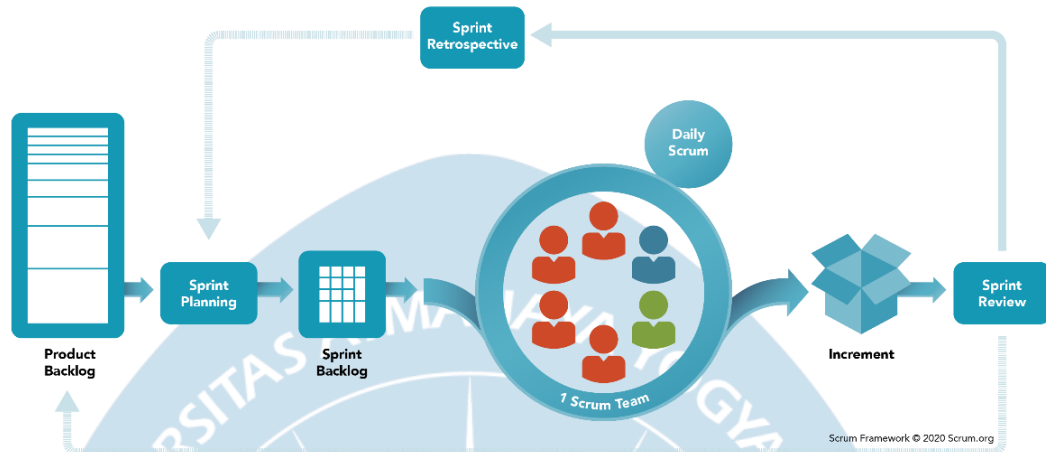 Sprint
Retrospective
Daily
Scrum
Sprint
Planning
Sprint
Review
Product
Backlog
Sprint
Backlog
1 Scrum Team
Increment
Scrum Framework © 2020 Scrum.org